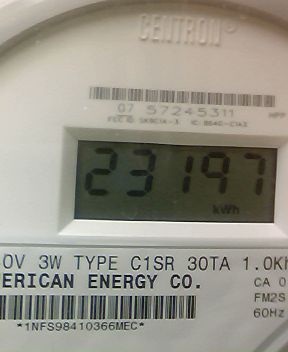 CENTRON®
07 57245311
23197
kWh
0V 3W TYPE C1SR 30TA 1.0Kh
ERICAN ENERGY CO.
CA 0
FM2S
60Hz
*1NFS98410366MEC*